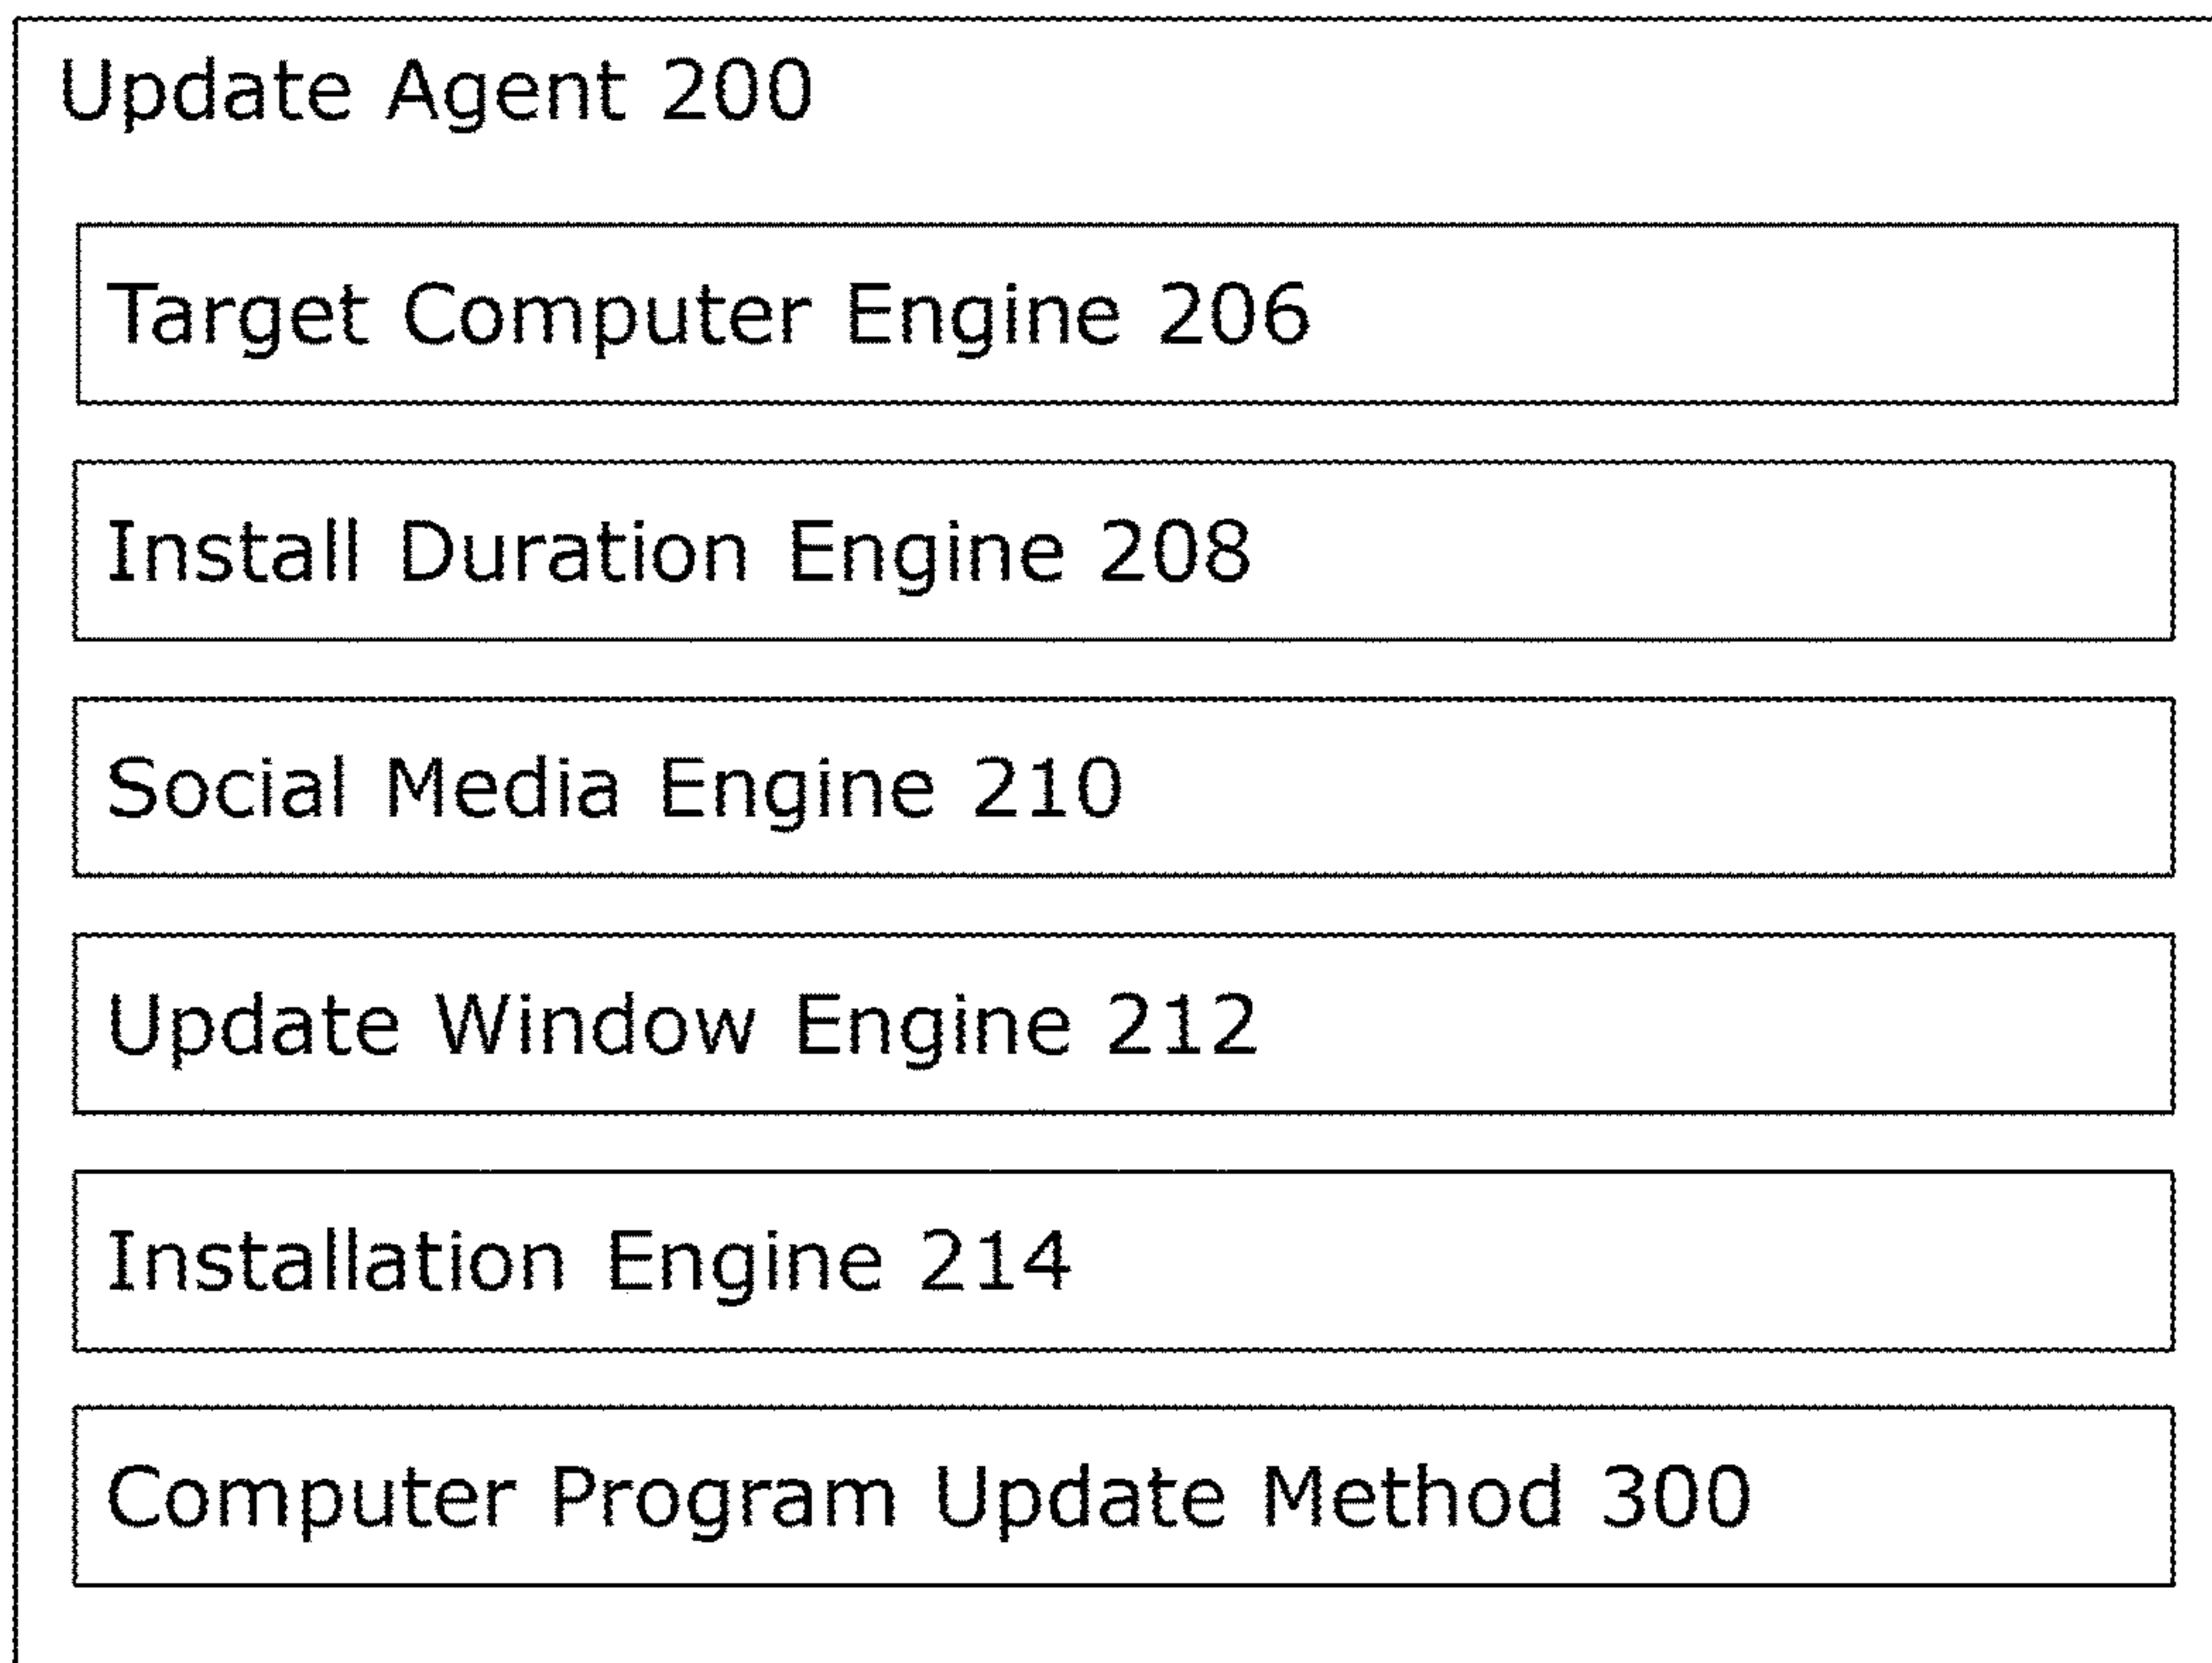 Update Agent 200
Target Computer Engine 206
Install Duration Engine 208
Social Media Engine 210
Update Window Engine 212
Installation Engine 214
Computer Program Update Method 300